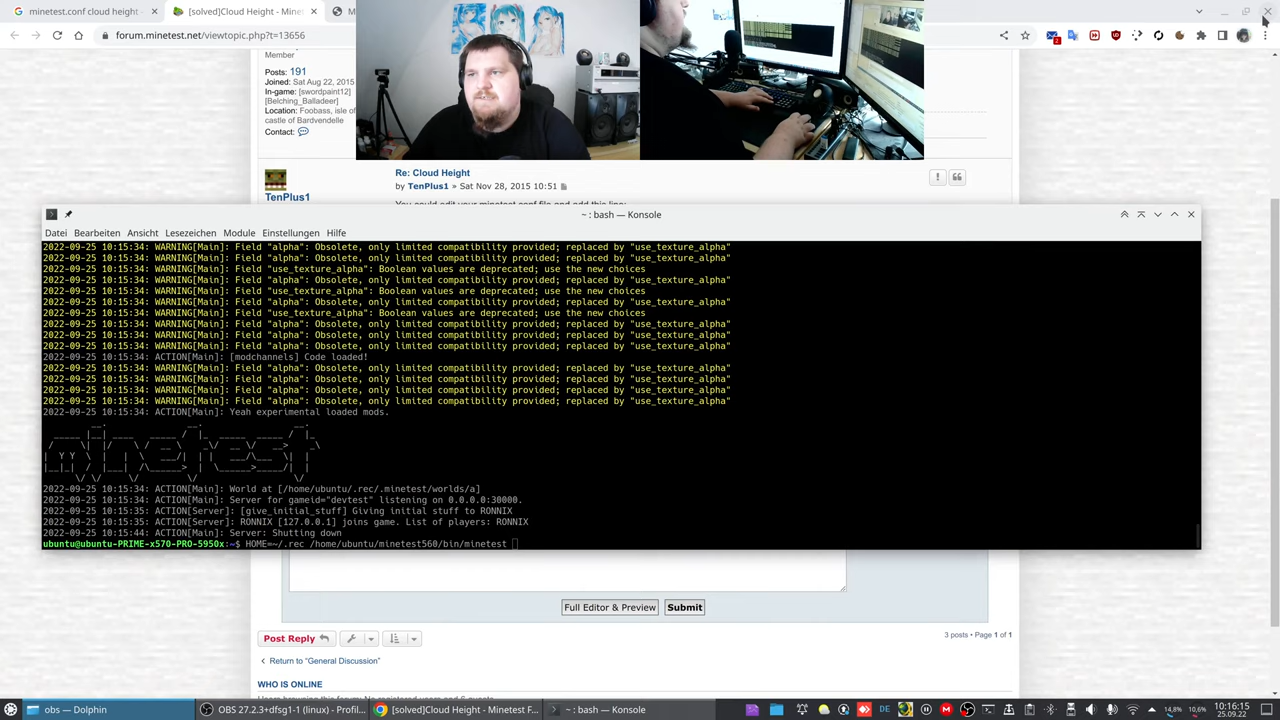 minetest.conf cloud height -
[solved]Cloud Height - Minet
M
forum.minetest.net/viewtopic.php?t=13656
Member
Posts: 191
Joined: Sat Aug 22, 2015
In-game: [swordpaint12]
[Belching_Balladeer]
Location: Foobass, isle of
castle of Bardvendelle
Contact:
Re: Cloud Height
by TenPlus1 » Sat Nov 28, 2015 10:51
TenPlus1
~ : bash — Konsole
Datei Bearbeiten Ansicht Lesezeichen Module Einstellungen Hilfe
2022-09-25 10:15:34: WARNING[Main]: Field "alpha": Obsolete, only limited compatibility provided; replaced by "use_texture_alpha"
2022-09-25 10:15:34: WARNING[Main]: Field "alpha": Obsolete, only limited compatibility provided; replaced by "use_texture_alpha"
2022-09-25 10:15:34: WARNING[Main]: Field "use_texture_alpha": Boolean values are deprecated; use the new choices
2022-09-25 10:15:34: WARNING[Main]: Field "alpha": Obsolete, only limited compatibility provided; replaced by "use_texture_alpha"
2022-09-25 10:15:34: WARNING[Main]: Field "use_texture_alpha": Boolean values are deprecated; use the new choices
2022-09-25 10:15:34: WARNING[Main]: Field "alpha": Obsolete, only limited compatibility provided; replaced by "use_texture_alpha"
2022-09-25 10:15:34: WARNING[Main]: Field "use_texture_alpha": Boolean values are deprecated; use the new choices
2022-09-25 10:15:34: WARNING[Main]: Field "alpha": Obsolete, only limited compatibility provided; replaced by "use_texture_alpha"
2022-09-25 10:15:34: WARNING[Main]: Field "alpha": Obsolete, only limited compatibility provided; replaced by "use_texture_alpha"
2022-09-25 10:15:34: WARNING[Main]: Field "alpha": Obsolete, only limited compatibility provided; replaced by "use_texture_alpha"
2022-09-25 10:15:34: ACTION[Main]: [modchannels] Code loaded!
2022-09-25 10:15:34: WARNING[Main]: Field "alpha": Obsolete, only limited compatibility provided; replaced by "use_texture_alpha"
2022-09-25 10:15:34: WARNING[Main]: Field "alpha": Obsolete, only limited compatibility provided; replaced by "use_texture_alpha"
2022-09-25 10:15:34: WARNING[Main]: Field "alpha": Obsolete, only limited compatibility provided; replaced by "use_texture_alpha"
2022-09-25 10:15:34: WARNING[Main]: Field "alpha": Obsolete, only limited compatibility provided; replaced by "use_texture_alpha"
2022-09-25 10:15:34: ACTION[Main]: Yeah experimental loaded mods.
2022-09-25 10:15:34: ACTION[Main]: World at [/home/ubuntu/.rec/.minetest/worlds/a]
2022-09-25 10:15:34: ACTION[Main]: Server for gameid="devtest" listening on 0.0.0.0:30000.
2022-09-25 10:15:35: ACTION[Server]: [give_initial_stuff] Giving initial stuff to RONNIX
2022-09-25 10:15:35: ACTION[Server]: RONNIX [127.0.0.1] joins game. List of players: RONNIX
2022-09-25 10:15:44: ACTION[Main]: Server: Shutting down
ubuntu@ubuntu-PRIME-x570-PRO-5950x:~$ HOME=~/.rec /home/ubuntu/minetest560/bin/minetest
Full Editor & Preview Submit
Post Reply
3 posts • Page 1 of 1
Return to "General Discussion"
WHO IS ONLINE
obs — Dolphin
OBS 27.2.3+dfsg1-1 (linux) - Profil...
[solved]Cloud Height - Minetest F...
~ : bash — Konsole
DE
14,8% 10,6%
10:16:15
25.09.22